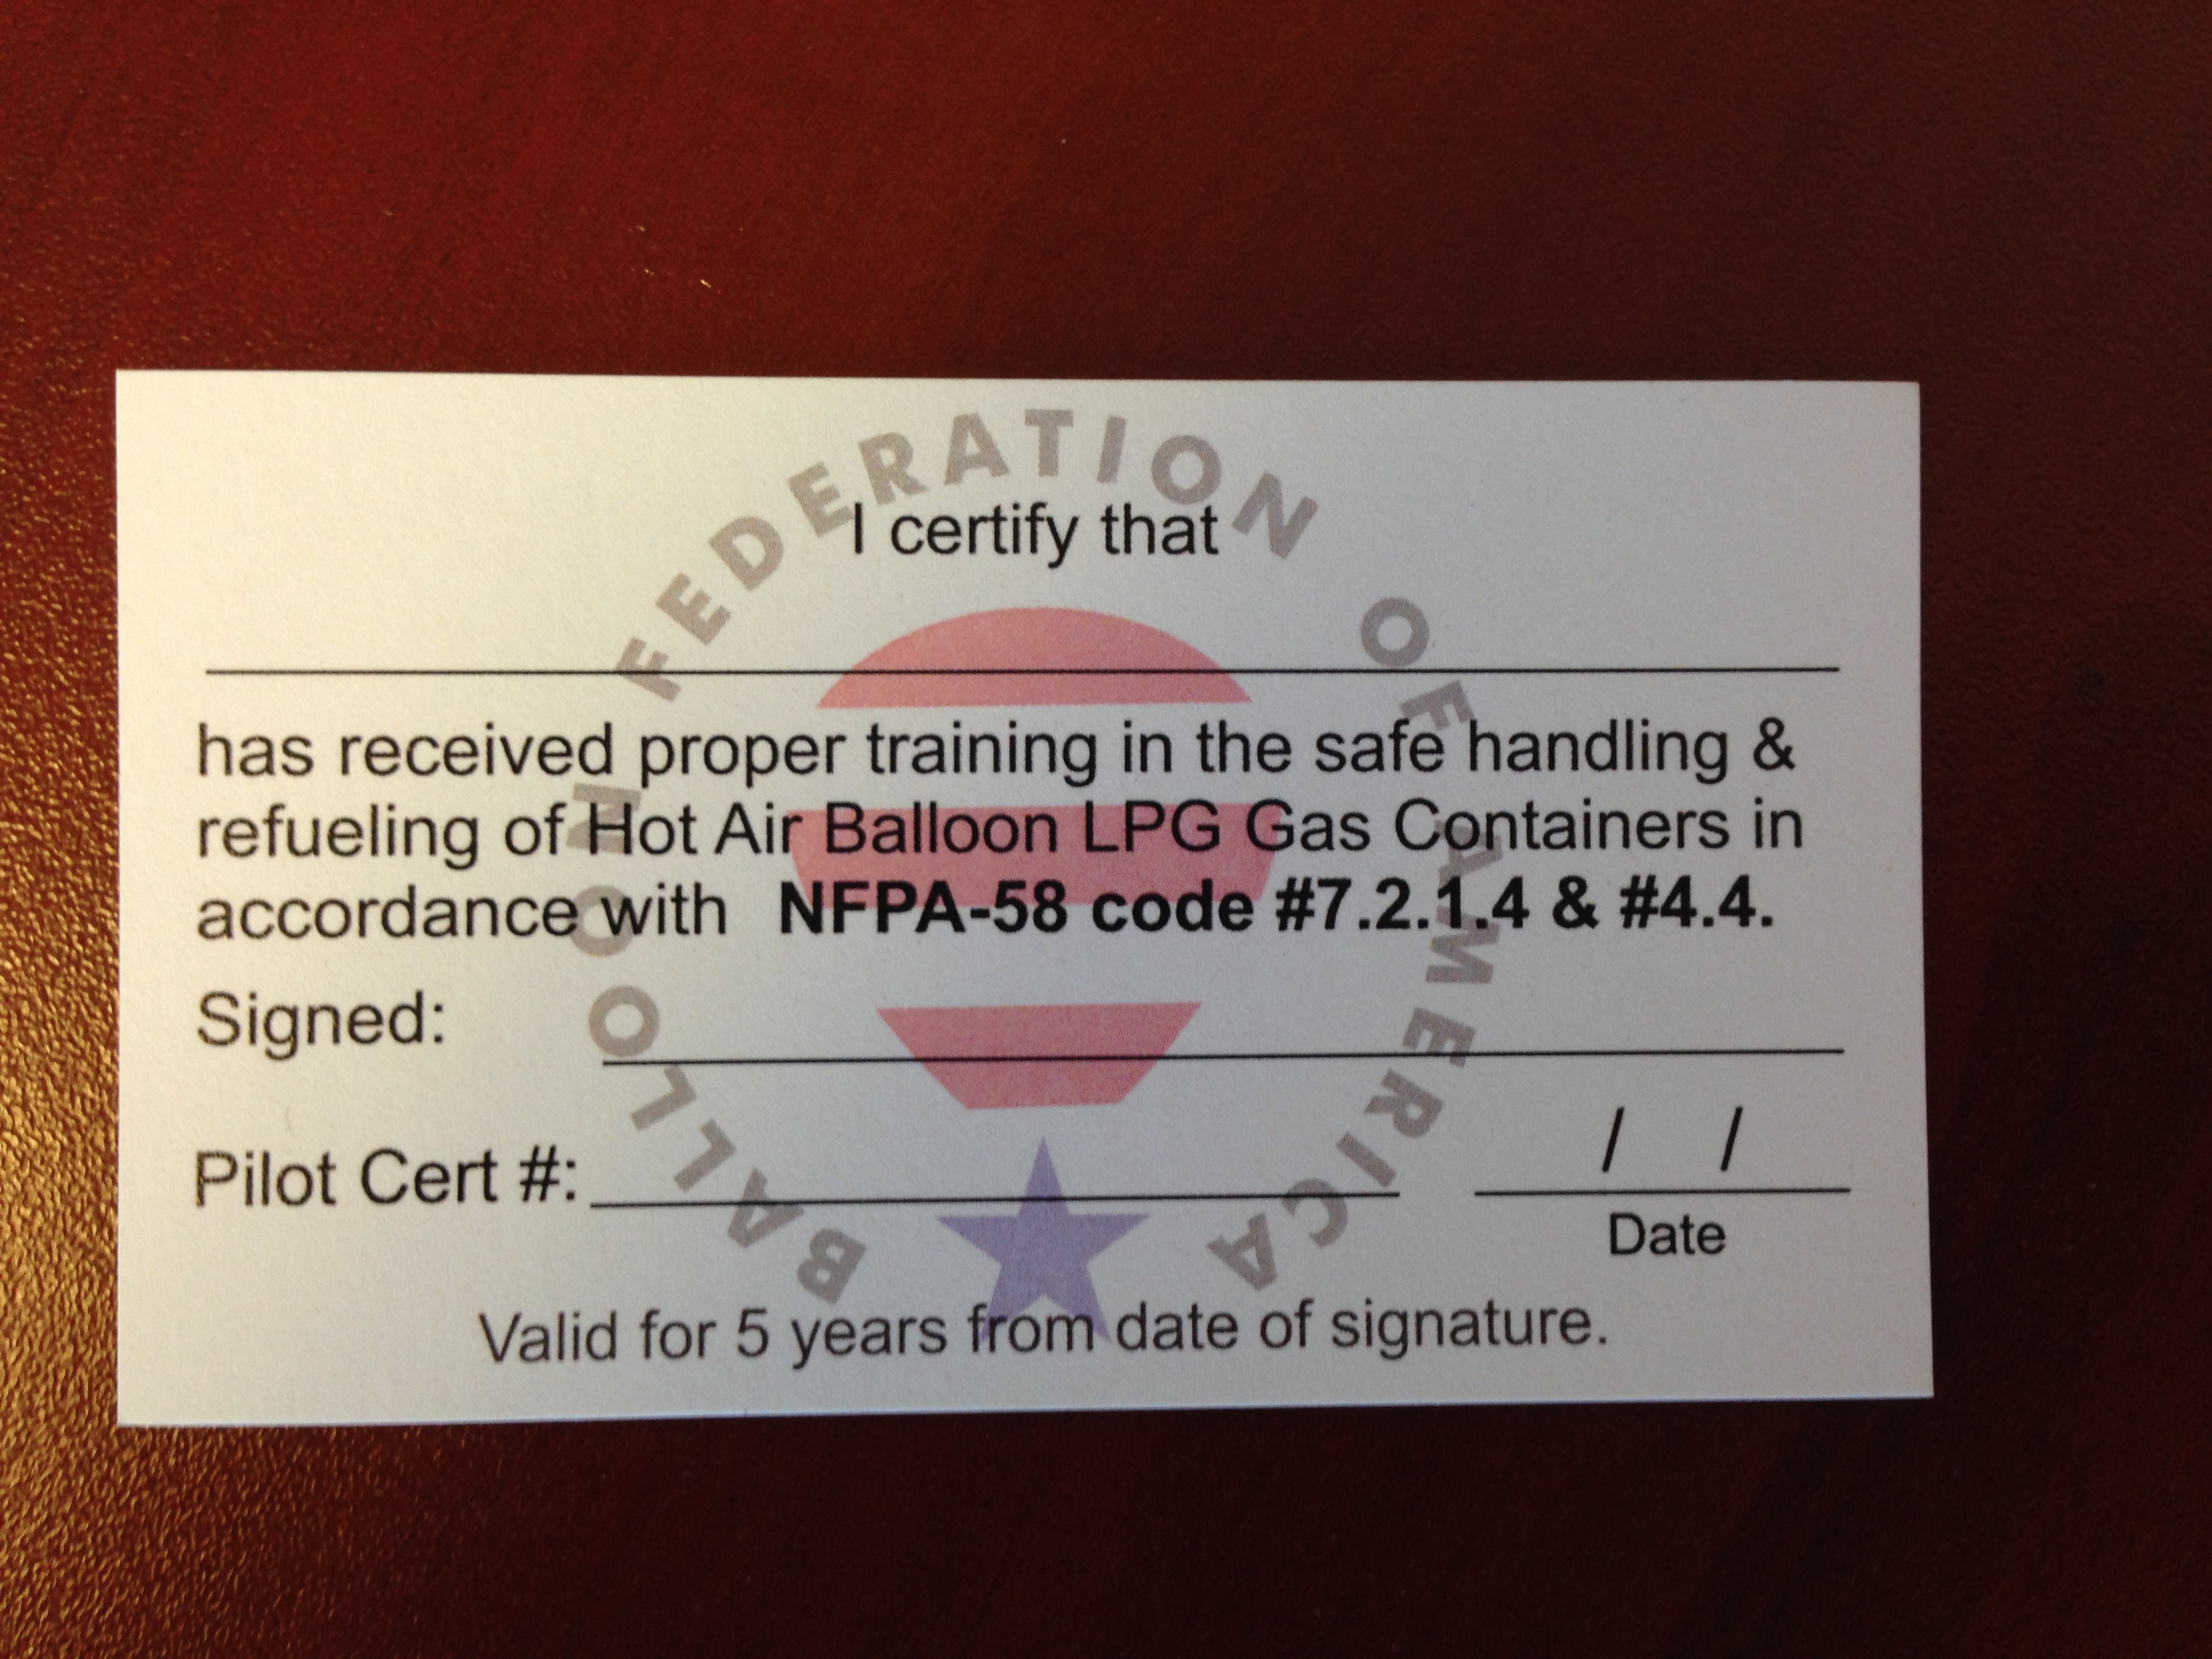 BALLOON FEDERATION OF AMERICA
I certify that
has received proper training in the safe handling &
refueling of Hot Air Balloon LPG Gas Containers in
accordance with NFPA-58 code #7.2.1.4 & #4.4.
Signed:
Pilot Cert #: / /
Date
Valid for 5 years from date of signature.